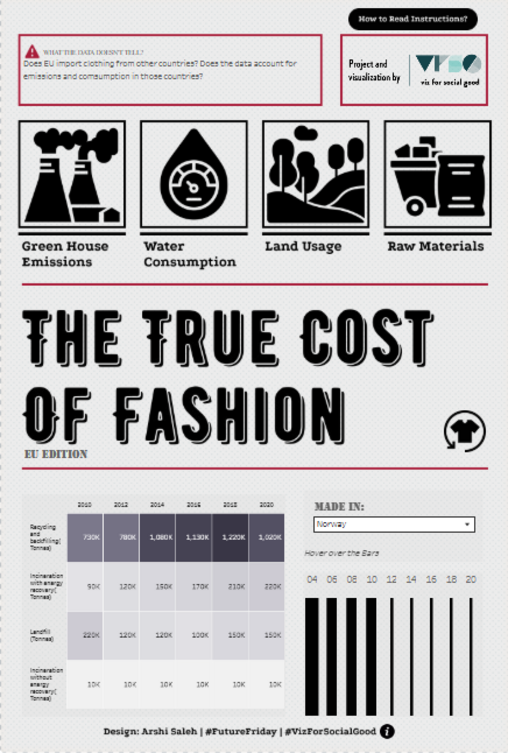 How to Read Instructions?
WHAT THE DATA DOESN'T TELL?
Does EU import clothing from other countries? Does the data account for
emissions and comsumption in those countries?
Project and
visualization by
viz for social good
Green House
Emissions
Water
Consumption
Land Usage
Raw Materials
THE TRUE COST
OF FASHION
EU EDITION
2010 2012 2014 2016 2018 2020
Recycling
and
backfilling(
Tonnes)
730K 780K 1,080K 1,130K 1,220K 1,020K
Incineration
with energy
recovery(
Tonnes)
90K 120K 150K 170K 210K 220K
Landfill
(Tonnes)
220K 120K 120K 100K 150K 150K
Incineration
without
energy
recovery(
Tonnes)
10K 10K 10K 10K 10K 10K
MADE IN:
Norway
Hover over the Bars
04 06 08 10 12 14 16 18 20
Design: Arshi Saleh | #FutureFriday | #VizForSocialGood i